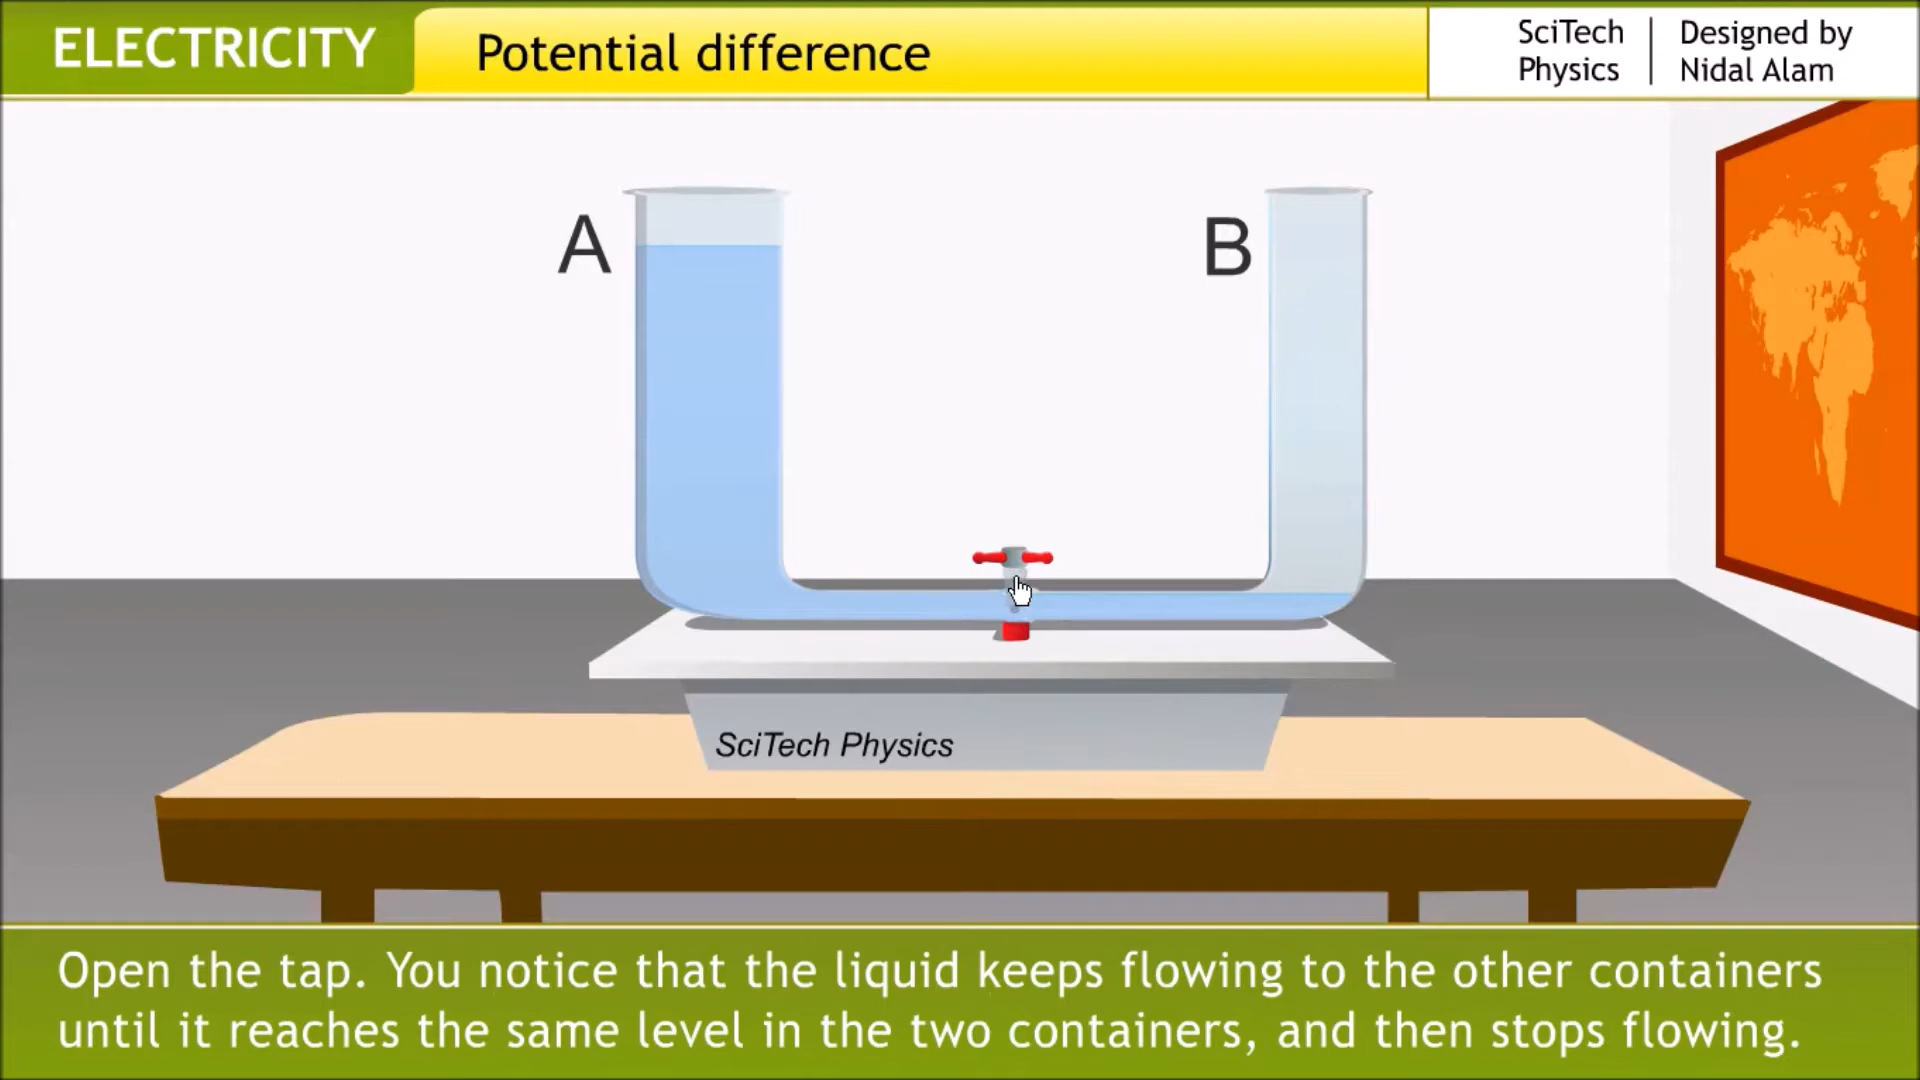 ELECTRICITY
Potential difference
SciTech
Physics
Designed by
Nidal Alam
A
B
SciTech Physics
Open the tap. You notice that the liquid keeps flowing to the other containers
until it reaches the same level in the two containers, and then stops flowing.